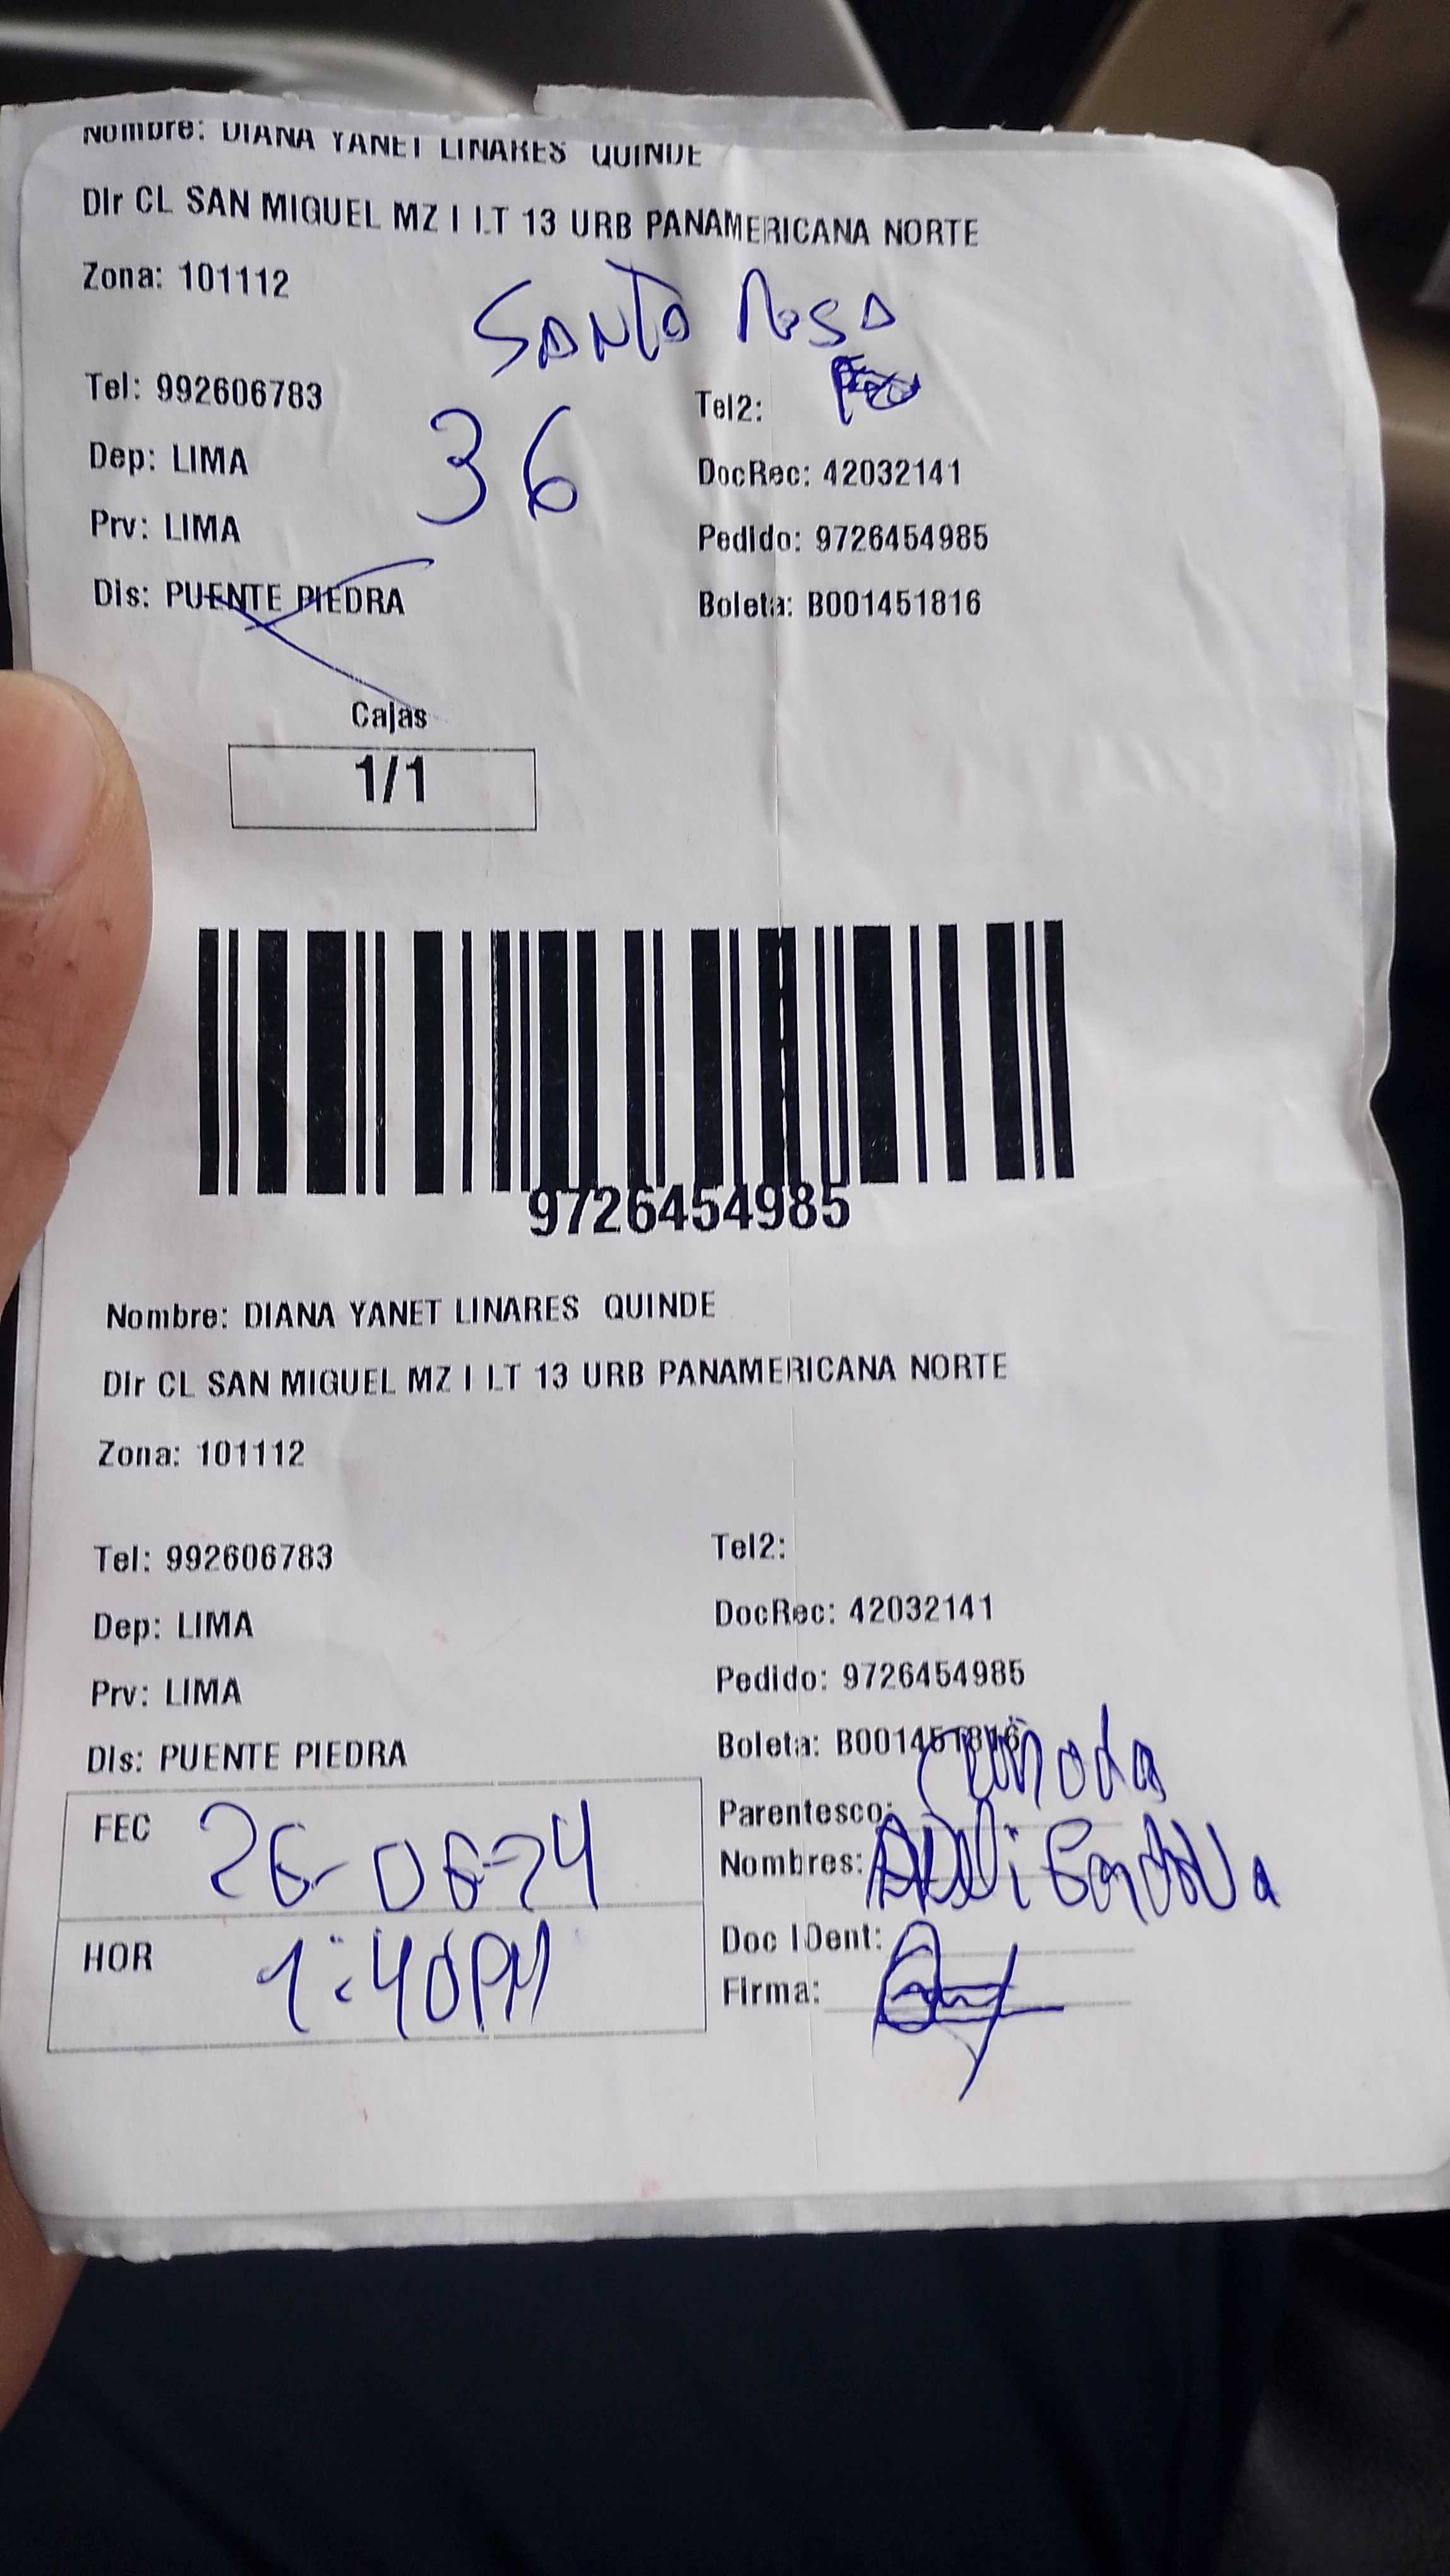 Nombre: DIANA YANET LINARES QUINDE
Dir CL SAN MIGUEL MZ I LT 13 URB PANAMERICANA NORTE
Zona: 101112
SANTA ROSA
Tel: 992606783
Tel2:
36
Dep: LIMA
DocRec: 42032141
Prv: LIMA
Pedido: 9726454985
Dis: PUENTE PIEDRA
Boleta: B001451816
Cajas
1/1
9726454985
Nombre: DIANA YANET LINARES QUINDE
Dir CL SAN MIGUEL MZ I LT 13 URB PANAMERICANA NORTE
Zona: 101112
Tel: 992606783
Tel2:
Dep: LIMA
DocRec: 42032141
Prv: LIMA
Pedido: 9726454985
Dis: PUENTE PIEDRA
Boleta: B001451816
FEC 26-06-24
Parentesco:
Nombres:
HOR 1:40PM
Doc IDent:
Firma: